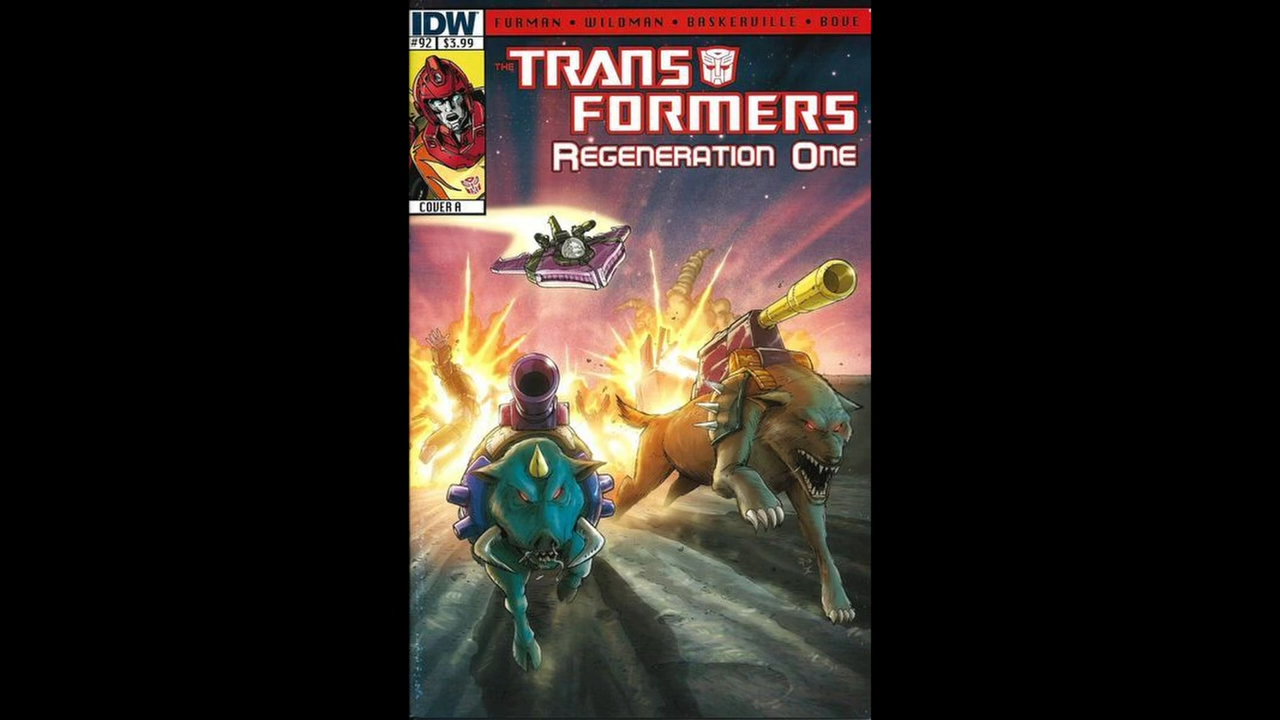 IDW
FURMAN • WILDMAN • BASKERVILLE • BOVE
#92 $3.99
THE TRANS
FORMERS
REGENERATION ONE
COVER A